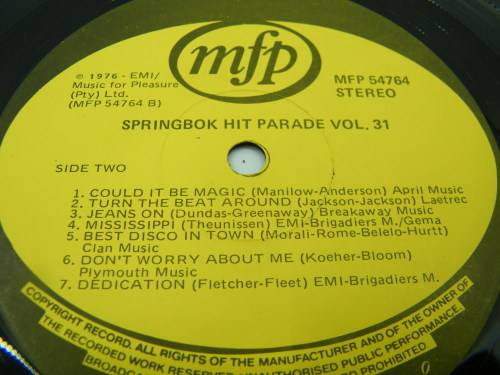 mfp
℗ 1976 - EMI/
Music for Pleasure
(Pty) Ltd.
(MFP 54764 B)
MFP 54764
STEREO
SPRINGBOK HIT PARADE VOL. 31
SIDE TWO
1. COULD IT BE MAGIC (Manilow-Anderson) April Music
2. TURN THE BEAT AROUND (Jackson-Jackson) Laetrec
3. JEANS ON (Dundas-Greenaway) Breakaway Music
4. MISSISSIPPI (Theunissen) EMI-Brigadiers M./Gema
5. BEST DISCO IN TOWN (Morali-Rome-Belelo-Hurtt)
Clan Music
6. DON'T WORRY ABOUT ME (Koeher-Bloom)
Plymouth Music
7. DEDICATION (Fletcher-Fleet) EMI-Brigadiers M.
COPYRIGHT RECORD. ALL RIGHTS OF THE MANUFACTURER AND OF THE OWNER OF
THE RECORDED WORK RESERVED UNAUTHORISED PUBLIC PERFORMANCE,
PROHIBITED